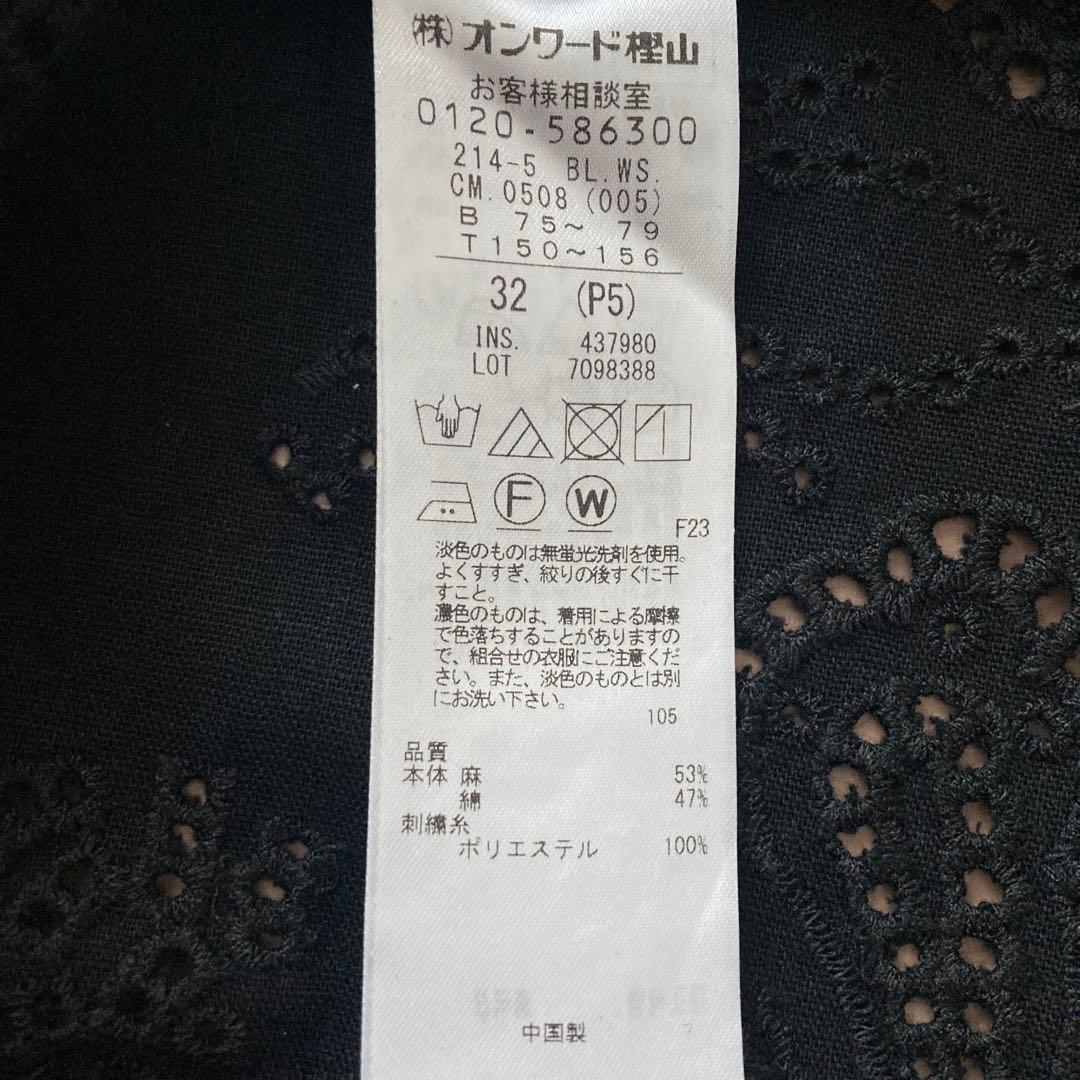 ㈱オンワード樫山
お客様相談室
0120-586300
214-5 BL.WS.
CM.0508 (005)
B 75～ 79
T150～156
32 (P5)
INS. 437980
LOT 7098388
F W
F23
淡色のものは無蛍光洗剤を使用。
よくすすぎ、絞りの後すぐに干
すこと。
濃色のものは、着用による摩擦
で色落ちすることがありますの
で、組合せの衣服にご注意くだ
さい。また、淡色のものとは別
にお洗い下さい。
105
品質
本体 麻 53%
綿 47%
刺繍糸
ポリエステル 100%
中国製